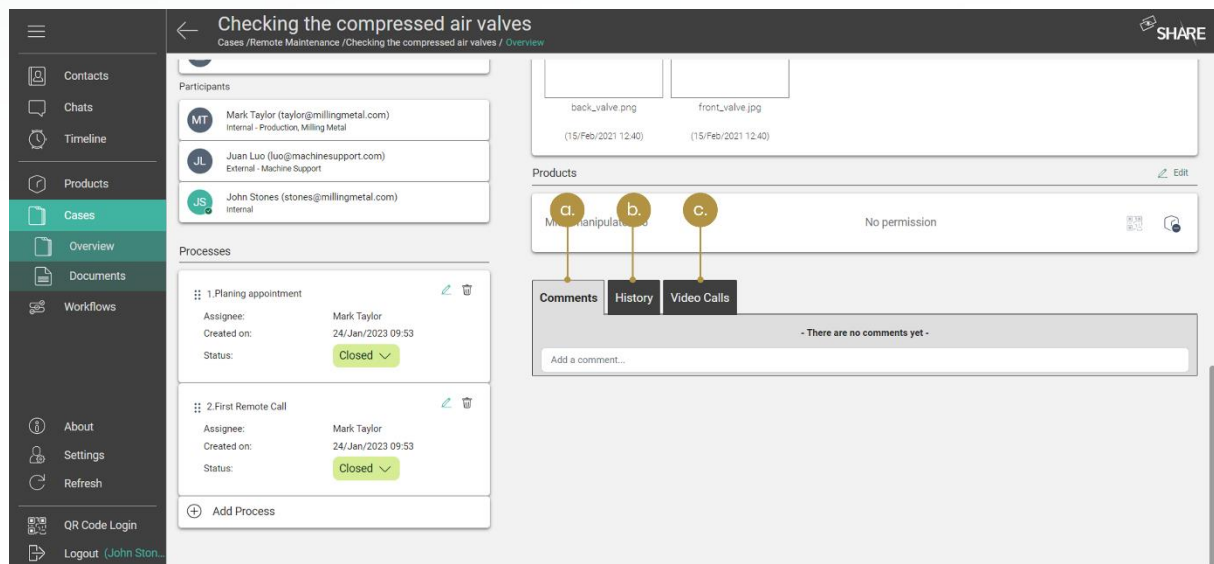 Checking the compressed air valves
Cases /Remote Maintenance /Checking the compressed air valves / Overview
SHARE
Contacts
Chats
Timeline
Products
Cases
Overview
Documents
Workflows
About
Settings
Refresh
QR Code Login
Logout (John Ston...
Participants
MT
Mark Taylor (taylor@millingmetal.com)
Internal - Production, Milling Metal
JL
Juan Luo (luo@machinesupport.com)
External - Machine Support
JS
John Stones (stones@millingmetal.com)
Internal
Processes
1.Planing appointment
Assignee: Mark Taylor
Created on: 24/Jan/2023 09:53
Status: Closed
2.First Remote Call
Assignee: Mark Taylor
Created on: 24/Jan/2023 09:53
Status: Closed
Add Process
back_valve.png front_valve.jpg
(15/Feb/2021 12:40) (15/Feb/2021 12:40)
Products Edit
a. b. c.
No permission
Comments History Video Calls
- There are no comments yet -
Add a comment...